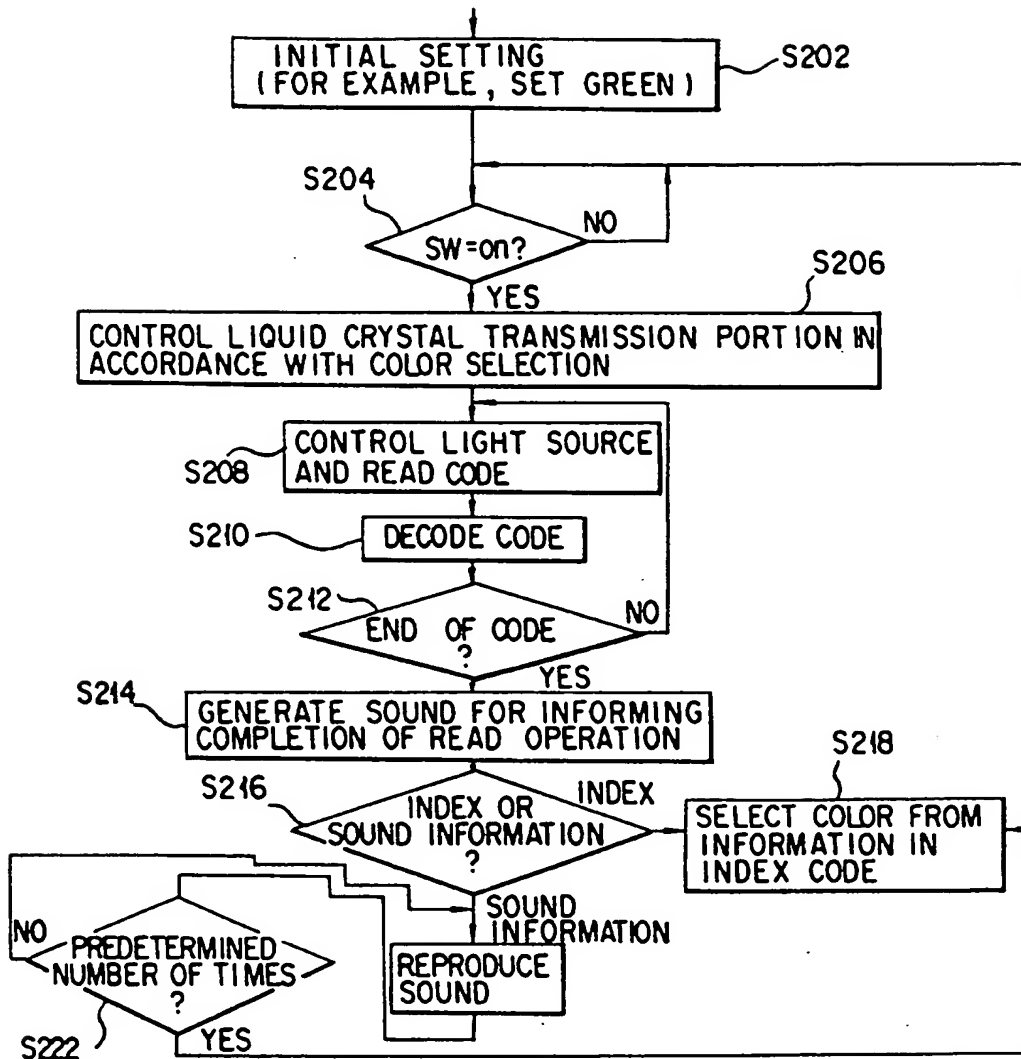 INITIAL SETTING
(FOR EXAMPLE, SET GREEN)
S202
S204
SW=on?
NO
YES
S206
CONTROL LIQUID CRYSTAL TRANSMISSION PORTION IN
ACCORDANCE WITH COLOR SELECTION
CONTROL LIGHT SOURCE
AND READ CODE
S208
S210
DECODE CODE
S212
END OF CODE
?
NO
YES
S214
GENERATE SOUND FOR INFORMING
COMPLETION OF READ OPERATION
S216
INDEX OR
SOUND INFORMATION
?
INDEX
S218
SELECT COLOR FROM
INFORMATION IN
INDEX CODE
SOUND
INFORMATION
REPRODUCE
SOUND
NO
PREDETERMINED
NUMBER OF TIMES
?
YES
S222